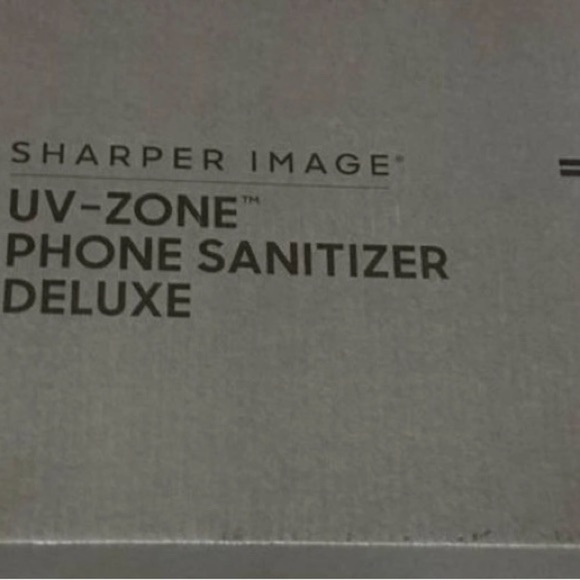 SHARPER IMAGE®
UV-ZONE™
PHONE SANITIZER
DELUXE